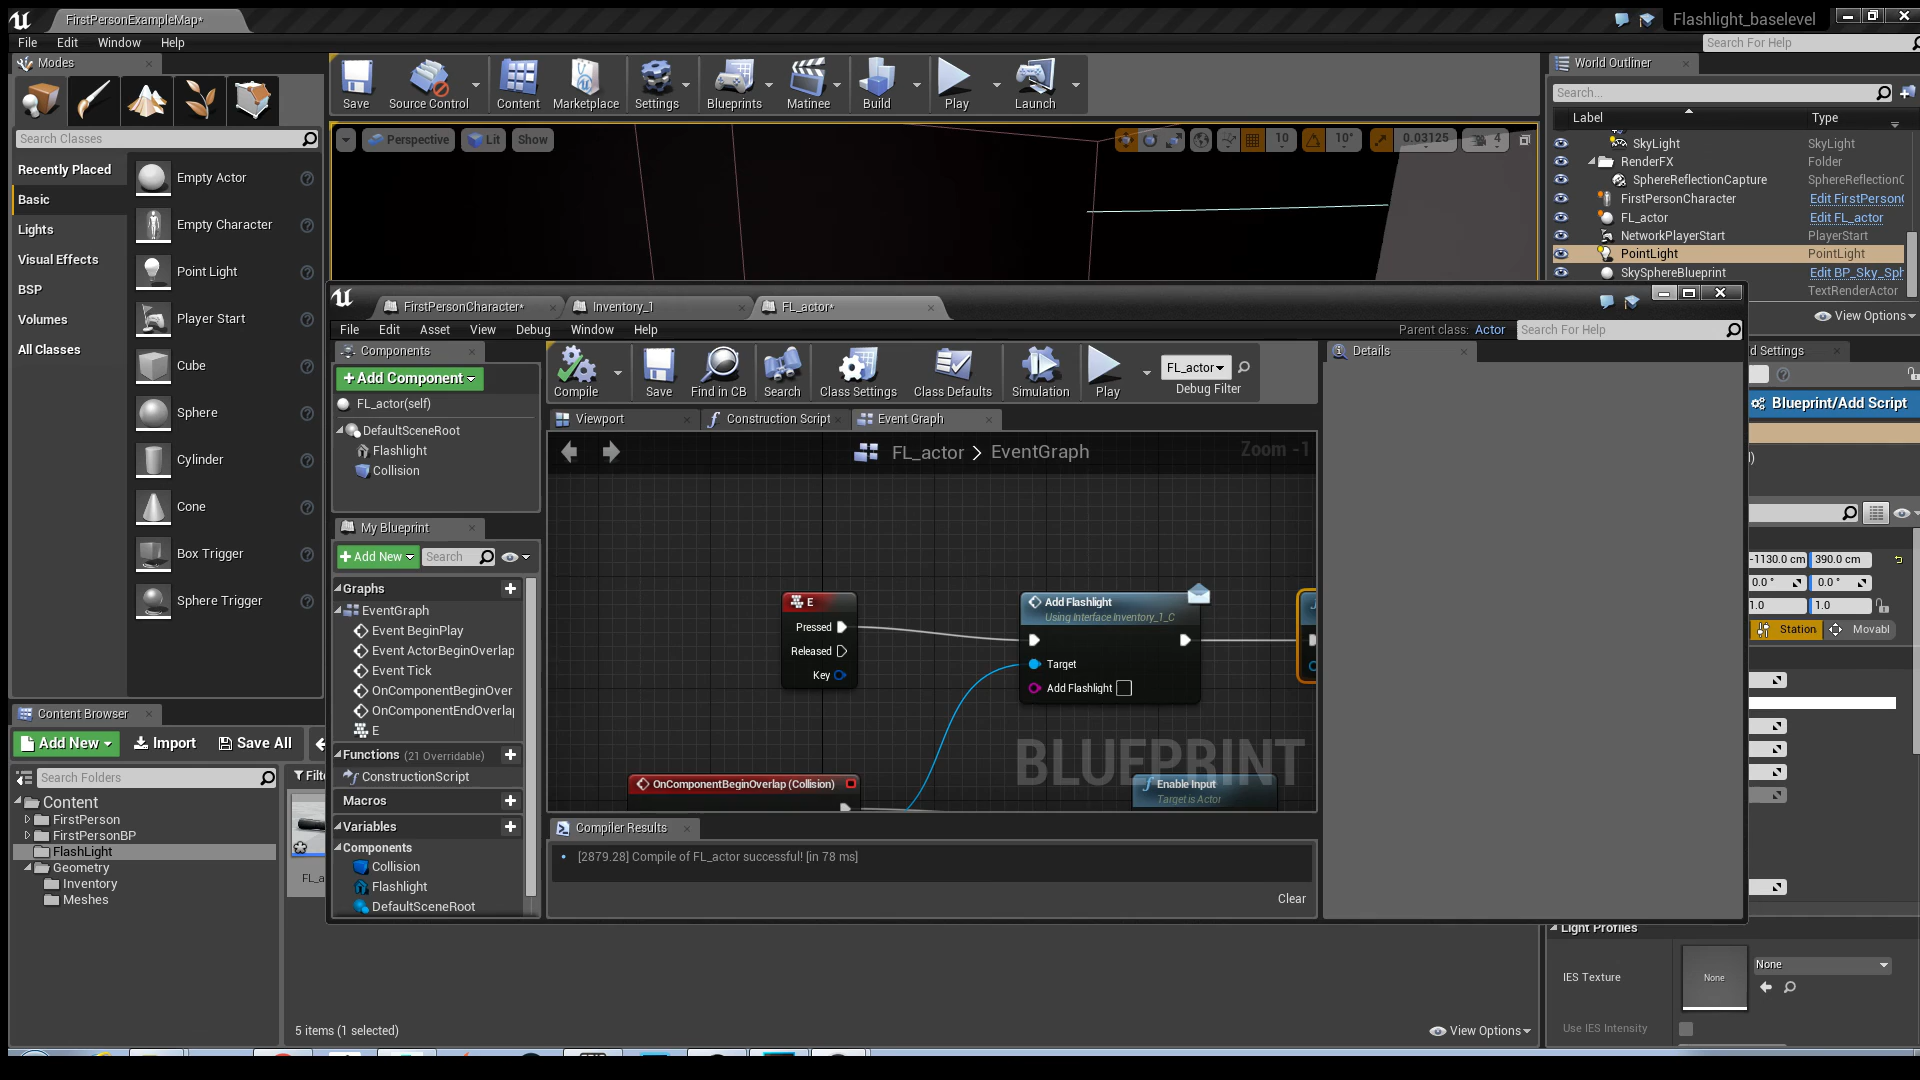 FirstPersonExampleMap*
Flashlight_baselevel
File Edit Window Help
Search For Help
Modes
Search Classes
Recently Placed
Basic
Lights
Visual Effects
BSP
Volumes
All Classes
Empty Actor
Empty Character
Point Light
Player Start
Cube
Sphere
Cylinder
Cone
Box Trigger
Sphere Trigger
Save
Source Control
Content
Marketplace
Settings
Blueprints
Matinee
Build
Play
Launch
Perspective
Lit
Show
10
10°
0.03125
4
World Outliner
Search...
Label
Type
SkyLight SkyLight
RenderFX Folder
SphereReflectionCapture SphereReflectionC
FirstPersonCharacter Edit FirstPerson
FL_actor Edit FL_actor
NetworkPlayerStart PlayerStart
PointLight PointLight
SkySphereBlueprint Edit BP_Sky_Sph
TextRenderActor
View Options
FirstPersonCharacter*
Inventory_1
FL_actor*
File Edit Asset View Debug Window Help
Parent class: Actor
Search For Help
Components
+ Add Component
FL_actor(self)
DefaultSceneRoot
Flashlight
Collision
My Blueprint
+ Add New
Search
Graphs
EventGraph
Event BeginPlay
Event ActorBeginOverlap
Event Tick
OnComponentBeginOver
OnComponentEndOverla
E
Functions (21 Overridable)
ConstructionScript
Macros
Variables
Components
Collision
Flashlight
DefaultSceneRoot
Compile
Save
Find in CB
Search
Class Settings
Class Defaults
Simulation
Play
FL_actor
Debug Filter
Viewport
Construction Script
Event Graph
FL_actor > EventGraph
Zoom -1
E
Pressed
Released
Key
Add Flashlight
Using Interface Inventory_1_C
Target
Add Flashlight
OnComponentBeginOverlap (Collision)
BLUEPRINT
Enable Input
Target is Actor
Compiler Results
[2879.28] Compile of FL_actor successful! [in 78 ms]
Clear
Details
d Settings
Blueprint/Add Script
-1130.0 cm
390.0 cm
0.0 °
0.0 °
1.0
1.0
Station
Movabl
Light Profiles
IES Texture
None
None
Use IES Intensity
Content Browser
Add New
Import
Save All
Search Folders
Filte
Content
FirstPerson
FirstPersonBP
FlashLight
Geometry
Inventory
Meshes
FL_a
5 items (1 selected)
View Options